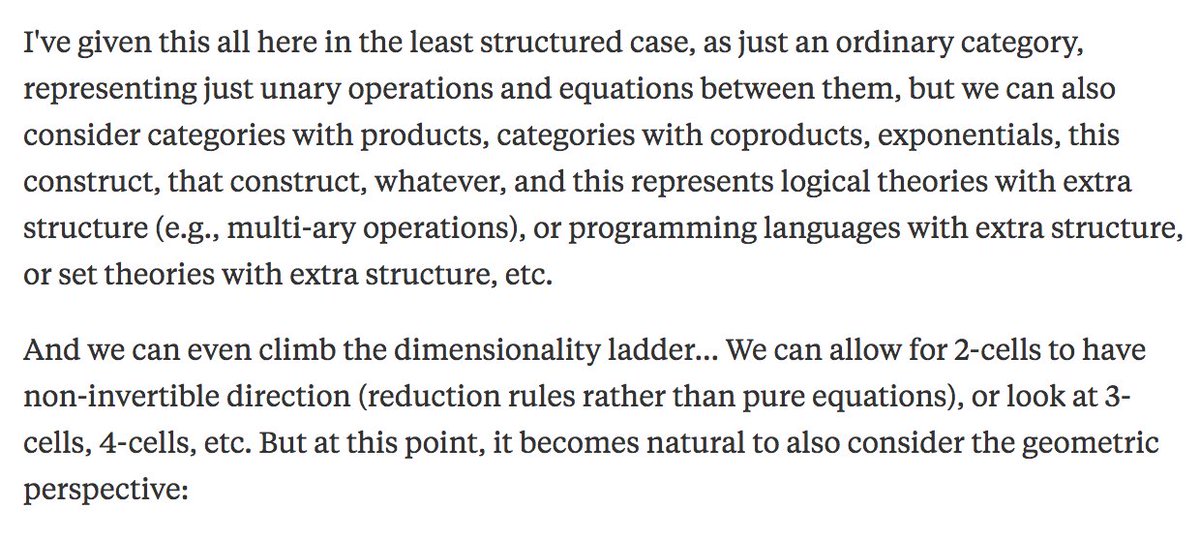 I've given this all here in the least structured case, as just an ordinary category,
representing just unary operations and equations between them, but we can also
consider categories with products, categories with coproducts, exponentials, this
construct, that construct, whatever, and this represents logical theories with extra
structure (e.g., multi-ary operations), or programming languages with extra structure,
or set theories with extra structure, etc.
And we can even climb the dimensionality ladder... We can allow for 2-cells to have
non-invertible direction (reduction rules rather than pure equations), or look at 3-
cells, 4-cells, etc. But at this point, it becomes natural to also consider the geometric
perspective: